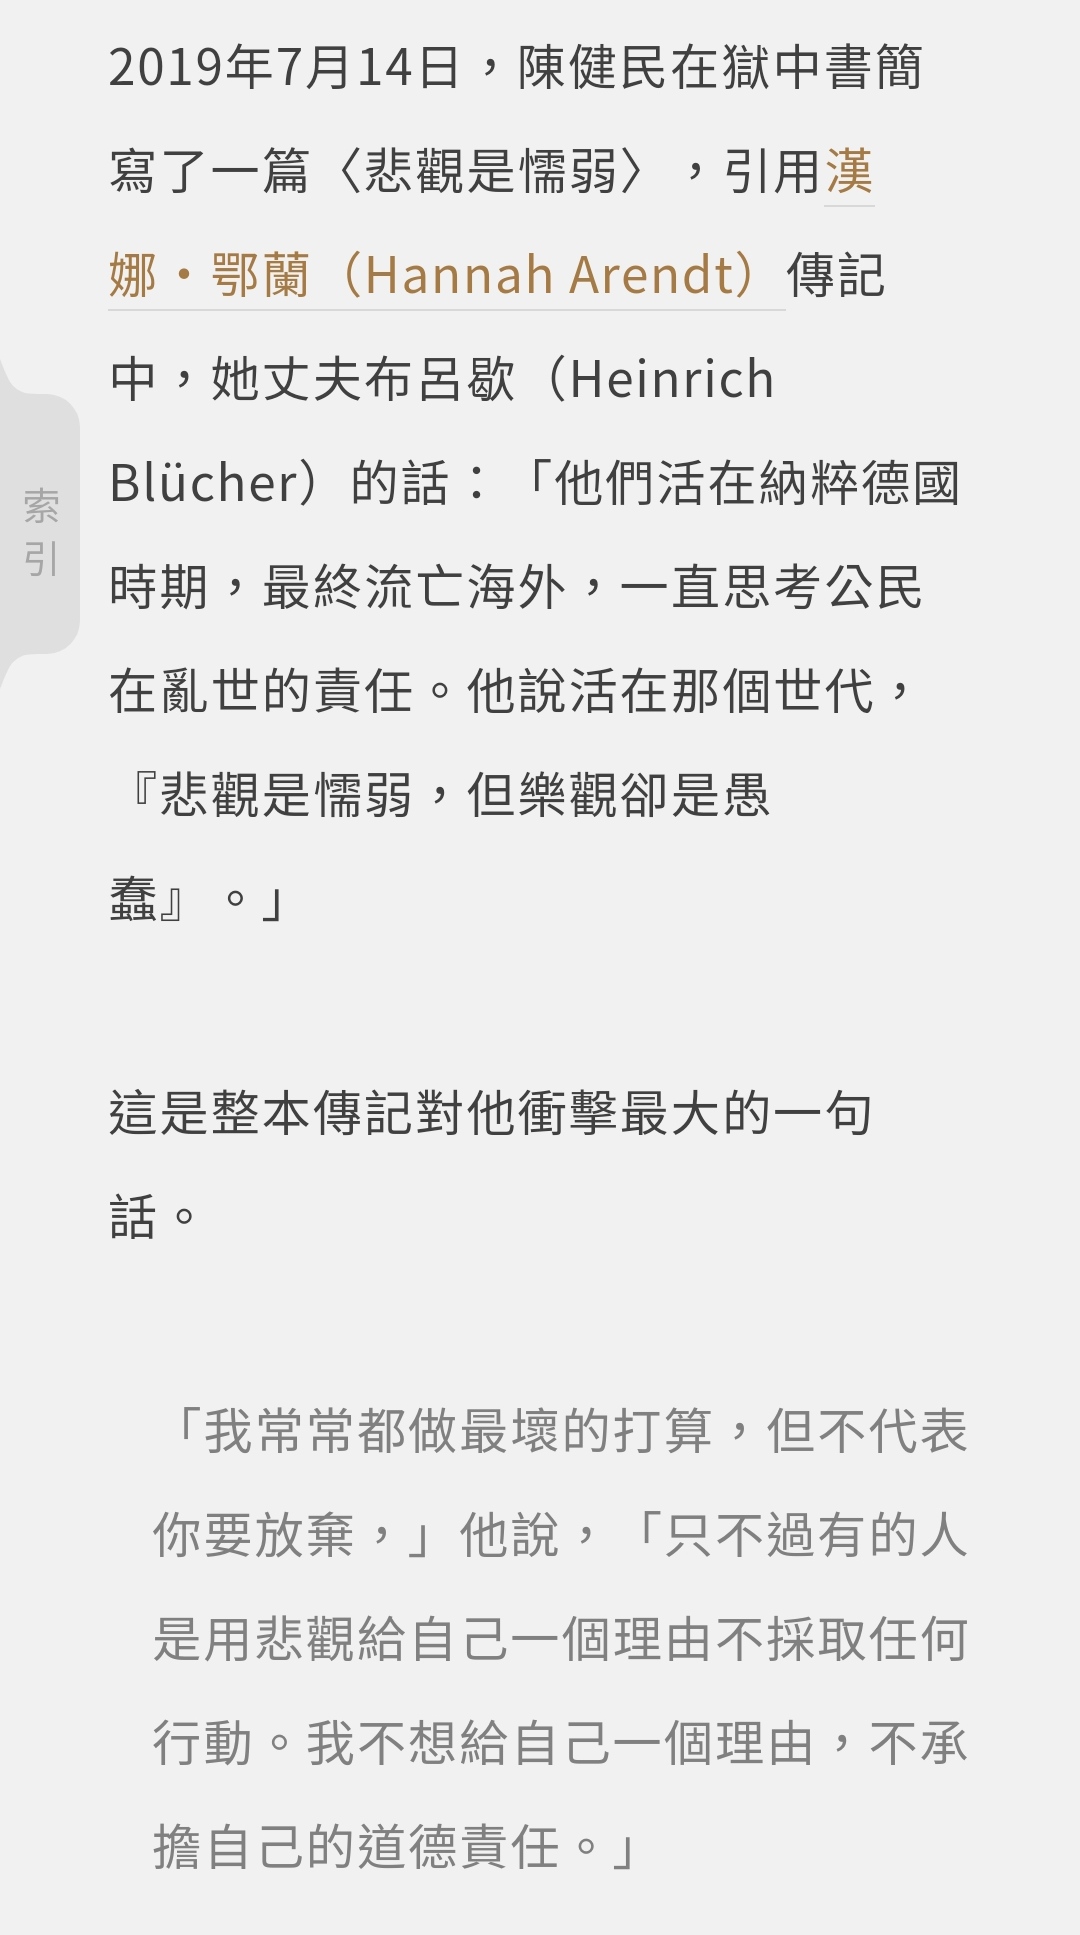 2019年7月14日，陳健民在獄中書簡
寫了一篇〈悲觀是懦弱〉，引用漢
娜・鄂蘭（Hannah Arendt）傳記
中，她丈夫布呂歇（Heinrich
Blücher）的話：「他們活在納粹德國
時期，最終流亡海外，一直思考公民
在亂世的責任。他說活在那個世代，
『悲觀是懦弱，但樂觀卻是愚
蠢』。」
索
引
這是整本傳記對他衝擊最大的一句
話。
「我常常都做最壞的打算，但不代表
你要放棄，」他說，「只不過有的人
是用悲觀給自己一個理由不採取任何
行動。我不想給自己一個理由，不承
擔自己的道德責任。」